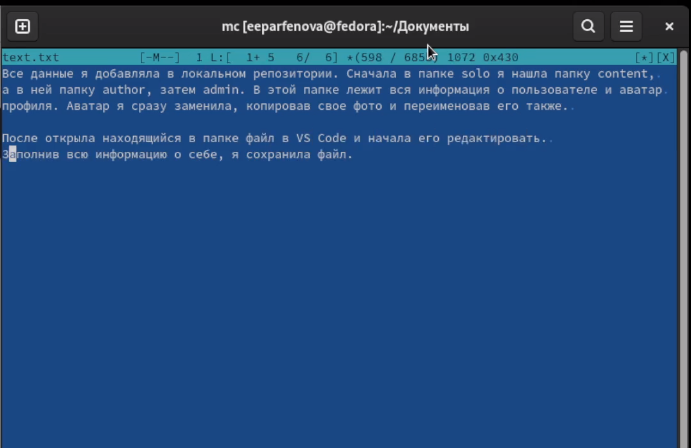 mc [eeparfenova@fedora]:~/Документы
text.txt [-M--] 1 L:[ 1+ 5 6/ 6] *(598 / 685b) 1072 0x430 [*][X]
Все данные я добавляла в локальном репозитории. Сначала в папке solo я нашла папку content,.
а в ней папку author, затем admin. В этой папке лежит вся информация о пользователе и аватар.
профиля. Аватар я сразу заменила, копировав свое фото и переименовав его также..
После открыла находящийся в папке файл в VS Code и начала его редактировать..
Заполнив всю информацию о себе, я сохранила файл.